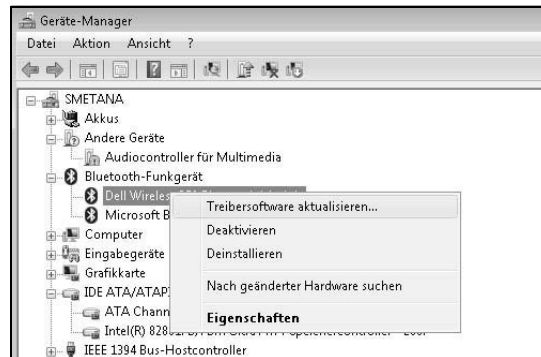 Geräte-Manager
Datei Aktion Ansicht ?
SMETANA
Akkus
Andere Geräte
Audiocontroller für Multimedia
Bluetooth-Funkgerät
Dell Wireless
Microsoft B
Computer
Eingabegeräte
Grafikkarte
IDE ATA/ATAP
ATA Chann
Intel(R) 8280
IEEE 1394 Bus-Hostcontroller
Treibersoftware aktualisieren...
Deaktivieren
Deinstallieren
Nach geänderter Hardware suchen
Eigenschaften